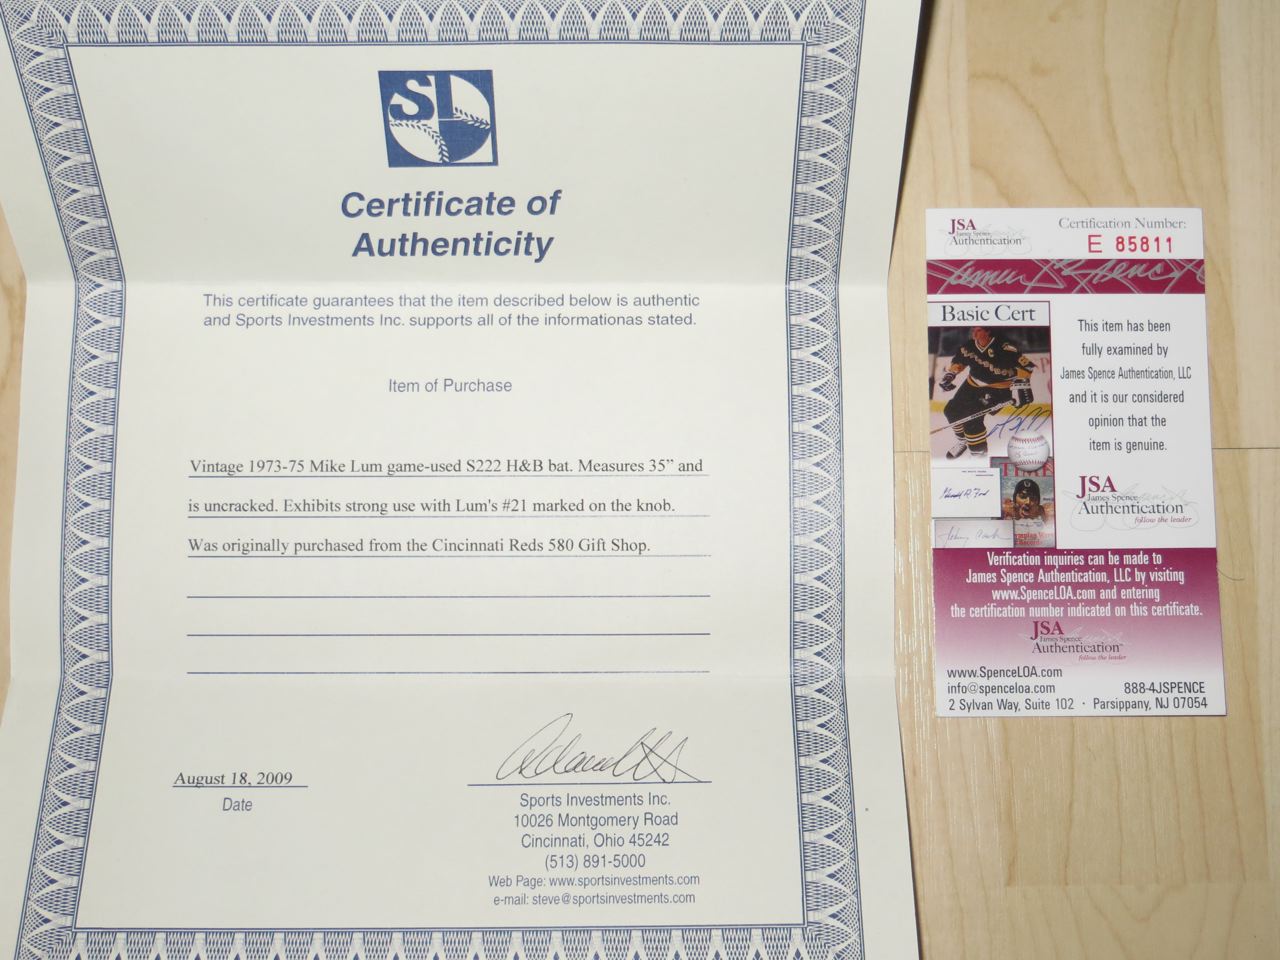 SI
Certificate of
Authenticity
This certificate guarantees that the item described below is authentic
and Sports Investments Inc. supports all of the informationas stated.
Item of Purchase
Vintage 1973-75 Mike Lum game-used S222 H&B bat. Measures 35” and
is uncracked. Exhibits strong use with Lum's #21 marked on the knob.
Was originally purchased from the Cincinnati Reds 580 Gift Shop.
August 18, 2009
Date
Sports Investments Inc.
10026 Montgomery Road
Cincinnati, Ohio 45242
(513) 891-5000
Web Page: www.sportsinvestments.com
e-mail: steve@sportsinvestments.com
JSA
James Spence
Authentication
Certification Number:
E 85811
James Spence
Basic Cert
TIME
This item has been
fully examined by
James Spence Authentication, LLC
and it is our considered
opinion that the
item is genuine.
JSA
James Spence
Authentication™
follow the leader
Verification inquiries can be made to
James Spence Authentication, LLC by visiting
www.SpenceLOA.com and entering
the certification number indicated on this certificate.
JSA
James Spence
Authentication™
follow the leader
www.SpenceLOA.com
info@spenceloa.com
888-4JSPENCE
2 Sylvan Way, Suite 102 · Parsippany, NJ 07054